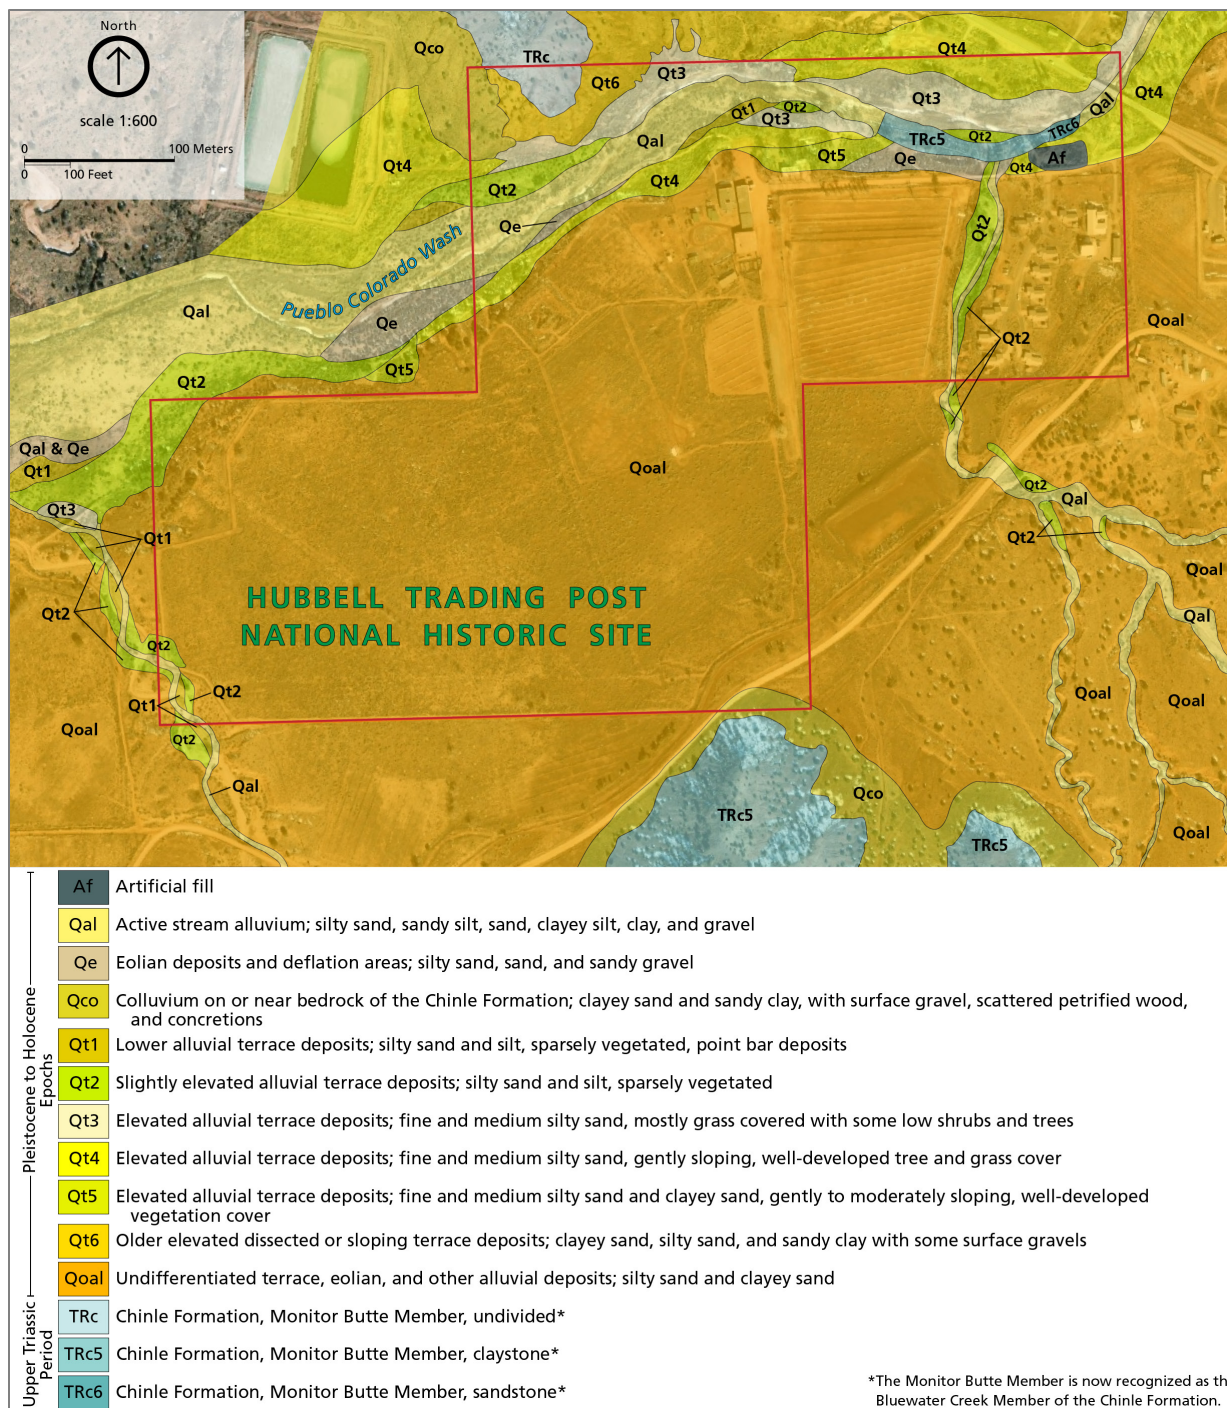 North
scale 1:600
0 100 Meters
0 100 Feet
Qco
TRc
Qt6
Qt3
Qt4
Qt3
Qal
Qt4
Qt1
Qt2
Qt3
Qal
TRc5
Qt2
TRc6
Qt4
Qt5
Qe
Qt4
Af
Qt2
Qt4
Qe
Qt2
Pueblo Colorado Wash
Qal
Qe
Qoal
Qt2
Qt5
Qt2
Qal & Qe
Qt1
Qoal
Qt2
Qal
Qt3
Qt1
Qt2
Qoal
HUBBELL TRADING POST
NATIONAL HISTORIC SITE
Qt2
Qal
Qt2
Qt2
Qt1
Qoal
Qoal
Qoal
Qt2
Qal
Qco
TRc5
TRc5
Qoal
Pleistocene to Holocene
Epochs
Af Artificial fill
Qal Active stream alluvium; silty sand, sandy silt, sand, clayey silt, clay, and gravel
Qe Eolian deposits and deflation areas; silty sand, sand, and sandy gravel
Qco Colluvium on or near bedrock of the Chinle Formation; clayey sand and sandy clay, with surface gravel, scattered petrified wood,
and concretions
Qt1 Lower alluvial terrace deposits; silty sand and silt, sparsely vegetated, point bar deposits
Qt2 Slightly elevated alluvial terrace deposits; silty sand and silt, sparsely vegetated
Qt3 Elevated alluvial terrace deposits; fine and medium silty sand, mostly grass covered with some low shrubs and trees
Qt4 Elevated alluvial terrace deposits; fine and medium silty sand, gently sloping, well-developed tree and grass cover
Qt5 Elevated alluvial terrace deposits; fine and medium silty sand and clayey sand, gently to moderately sloping, well-developed
vegetation cover
Qt6 Older elevated dissected or sloping terrace deposits; clayey sand, silty sand, and sandy clay with some surface gravels
Qoal Undifferentiated terrace, eolian, and other alluvial deposits; silty sand and clayey sand
Upper Triassic
Period
TRc Chinle Formation, Monitor Butte Member, undivided*
TRc5 Chinle Formation, Monitor Butte Member, claystone*
TRc6 Chinle Formation, Monitor Butte Member, sandstone*
*The Monitor Butte Member is now recognized as th
Bluewater Creek Member of the Chinle Formation.